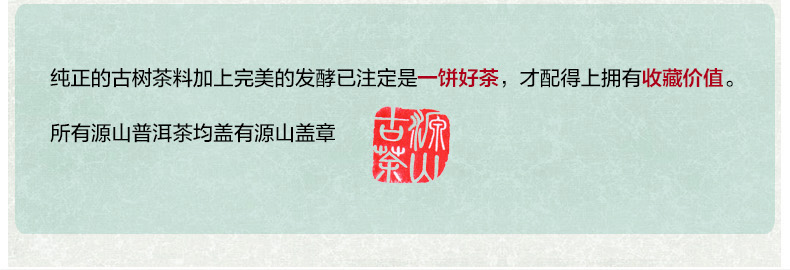 纯正的古树茶料加上完美的发酵已注定是一饼好茶，才配得上拥有收藏价值。
所有源山普洱茶均盖有源山盖章
源山古茶